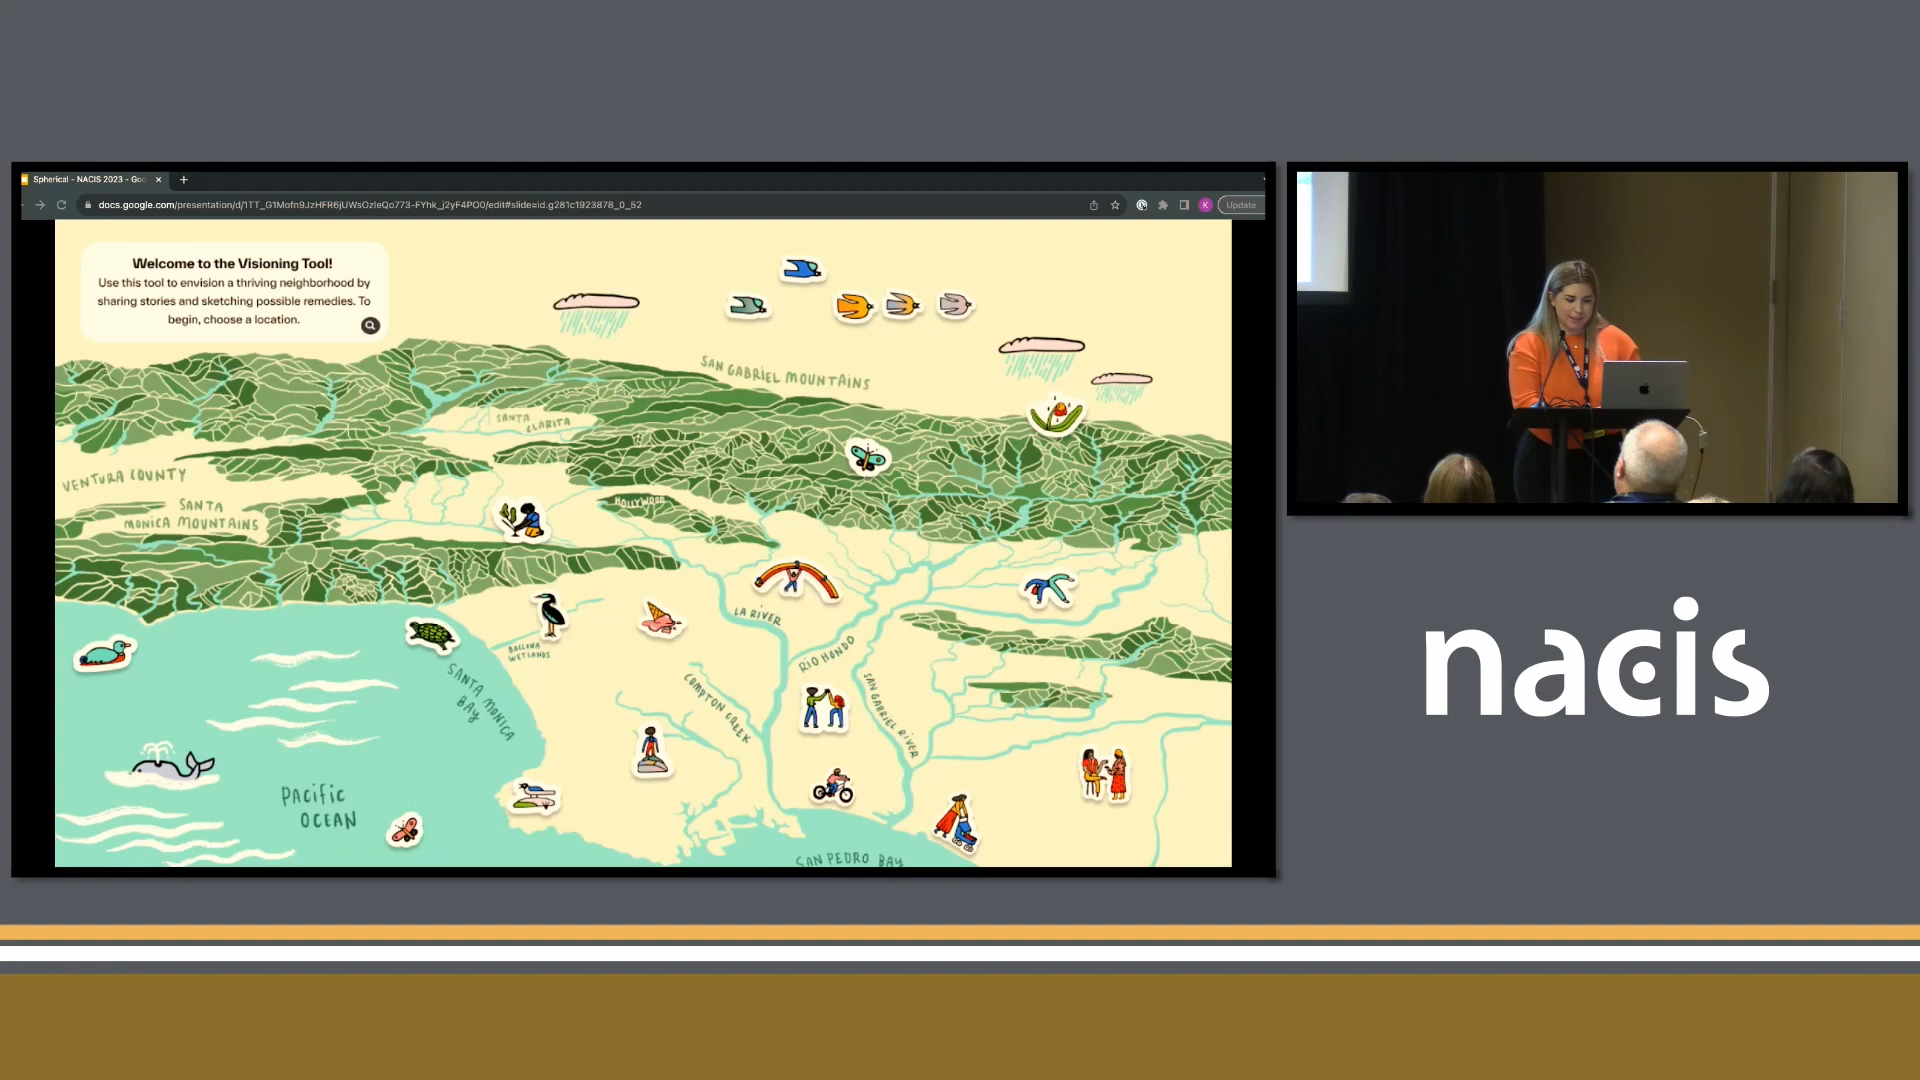 Spherical - NACIS 2023 - Goo
docs.google.com/presentation/d/1TT_G1Mofn9JzHFR6jUWsOzIeQo773-FYhk_j2yF4PO0/edit#slide=id.g281c1923878_0_52
K
Update
Welcome to the Visioning Tool!
Use this tool to envision a thriving neighborhood by
sharing stories and sketching possible remedies. To
begin, choose a location.
SAN GABRIEL MOUNTAINS
SANTA
CLARITA
VENTURA COUNTY
SANTA
MONICA MOUNTAINS
HOLLYWOOD
LA RIVER
BALLONA
WETLANDS
RIO HONDO
SANTA MONICA
BAY
COMPTON CREEK
SAN GABRIEL RIVER
PACIFIC
OCEAN
SAN PEDRO BAY
nacis